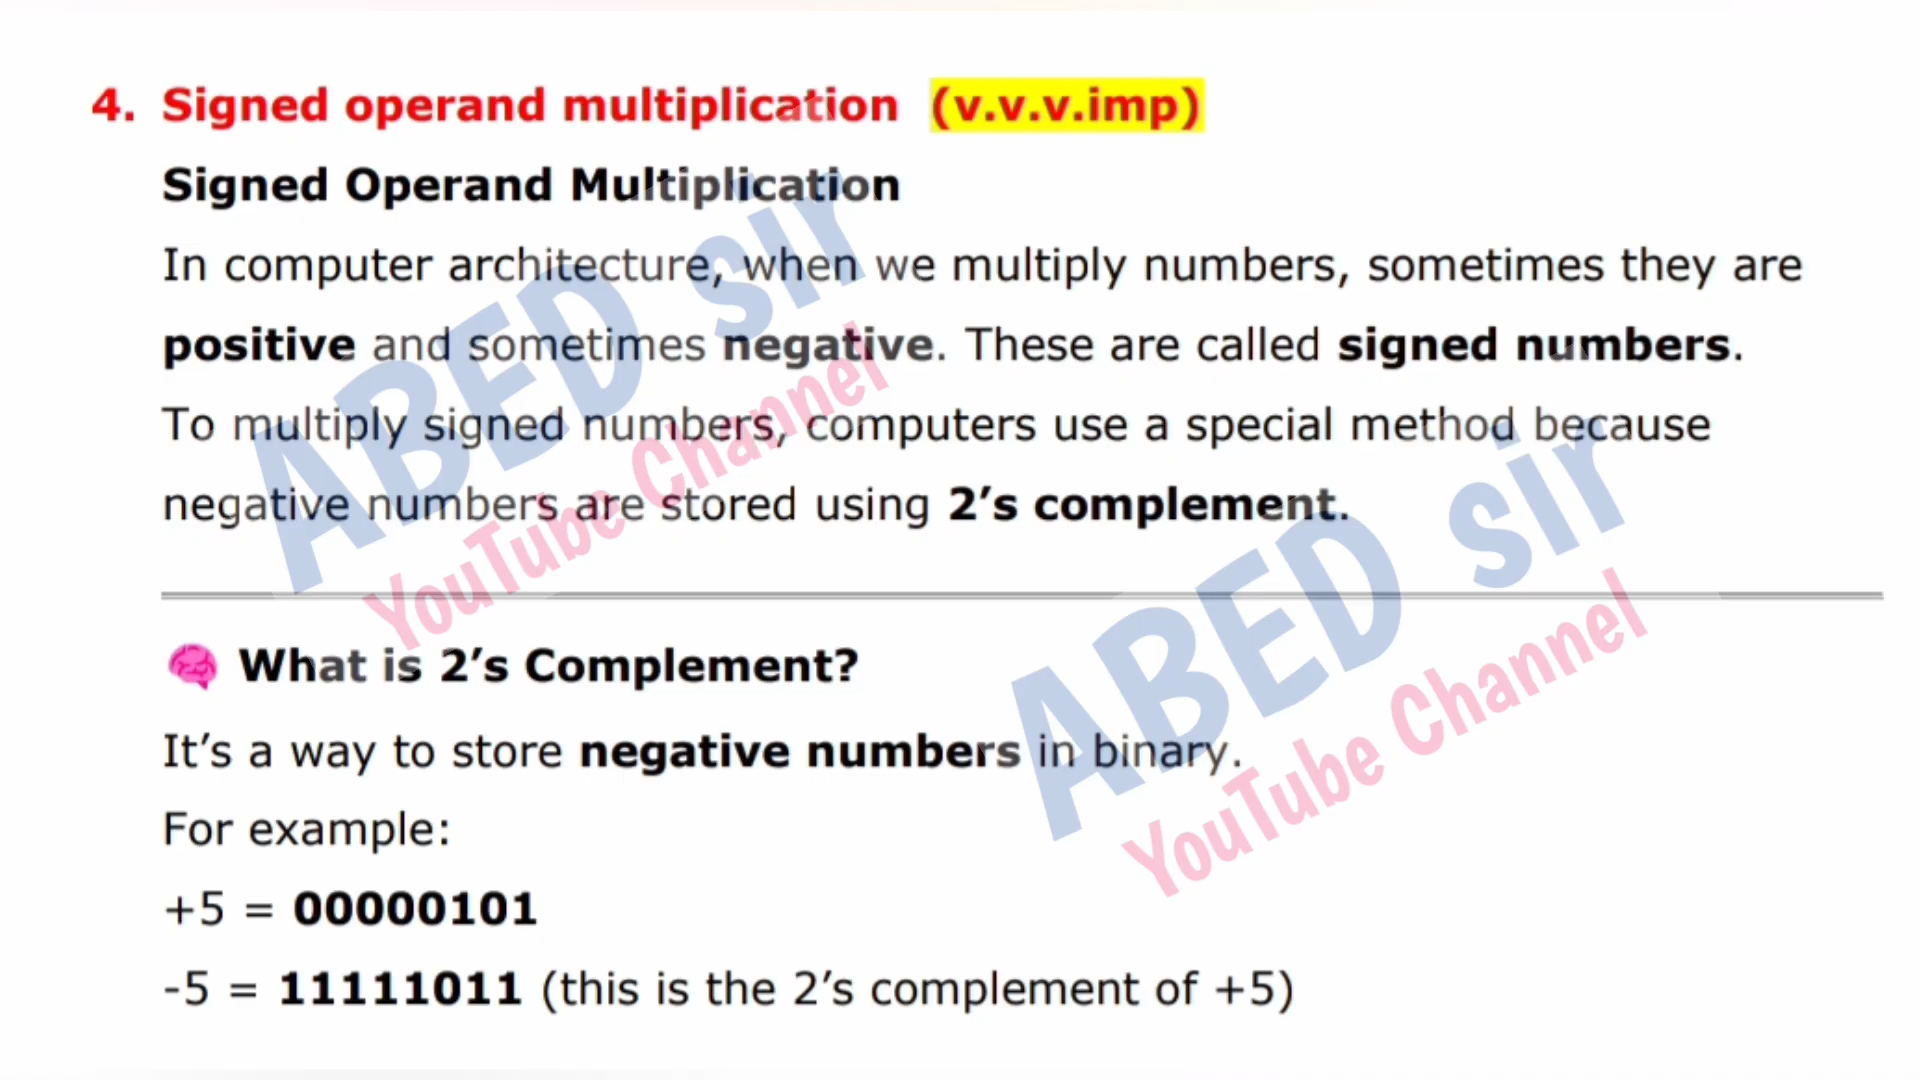 4. Signed operand multiplication (v.v.v.imp)
Signed Operand Multiplication
In computer architecture, when we multiply numbers, sometimes they are
positive and sometimes negative. These are called signed numbers.
To multiply signed numbers, computers use a special method because
negative numbers are stored using 2’s complement.
What is 2’s Complement?
It’s a way to store negative numbers in binary.
For example:
+5 = 00000101
-5 = 11111011 (this is the 2’s complement of +5)
ABED sir
YouTube Channel
ABED sir
YouTube Channel